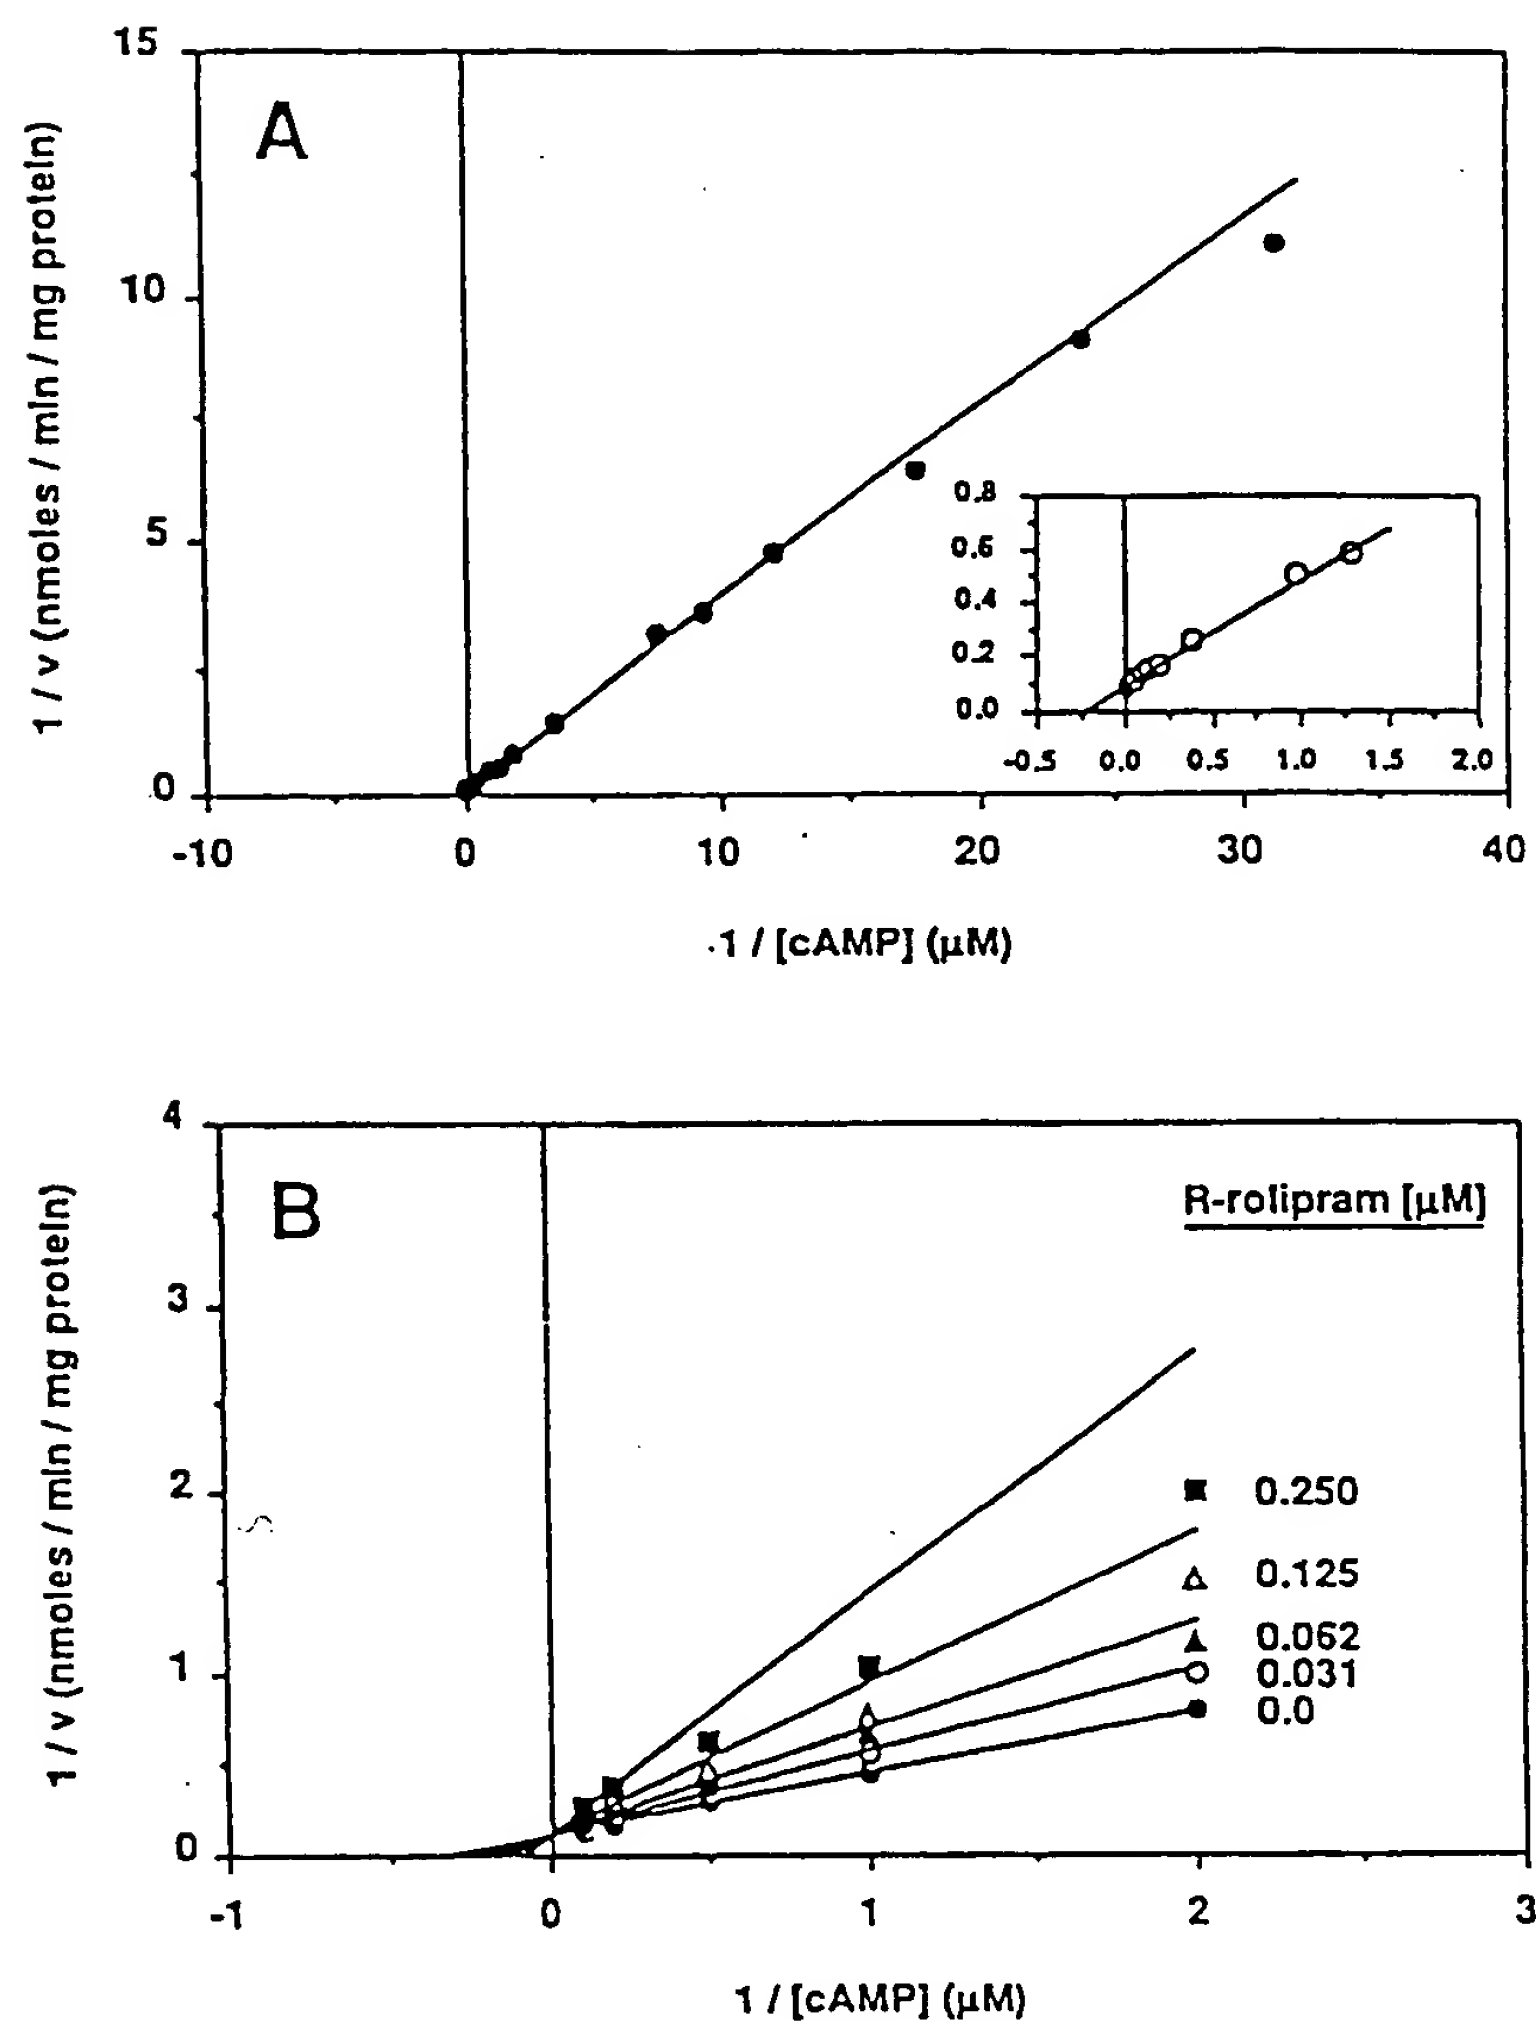 A
1 / v (nmoles / min / mg protein)
15
10
5
0
-10 0 10 20 30 40
1 / [cAMP] (µM)
0.8
0.6
0.4
0.2
0.0
-0.5 0.0 0.5 1.0 1.5 2.0
B
1 / v (nmoles / min / mg protein)
4
3
2
1
0
R-rolipram [µM]
0.250
0.125
0.062
0.031
0.0
-1 0 1 2 3
1 / [cAMP] (µM)